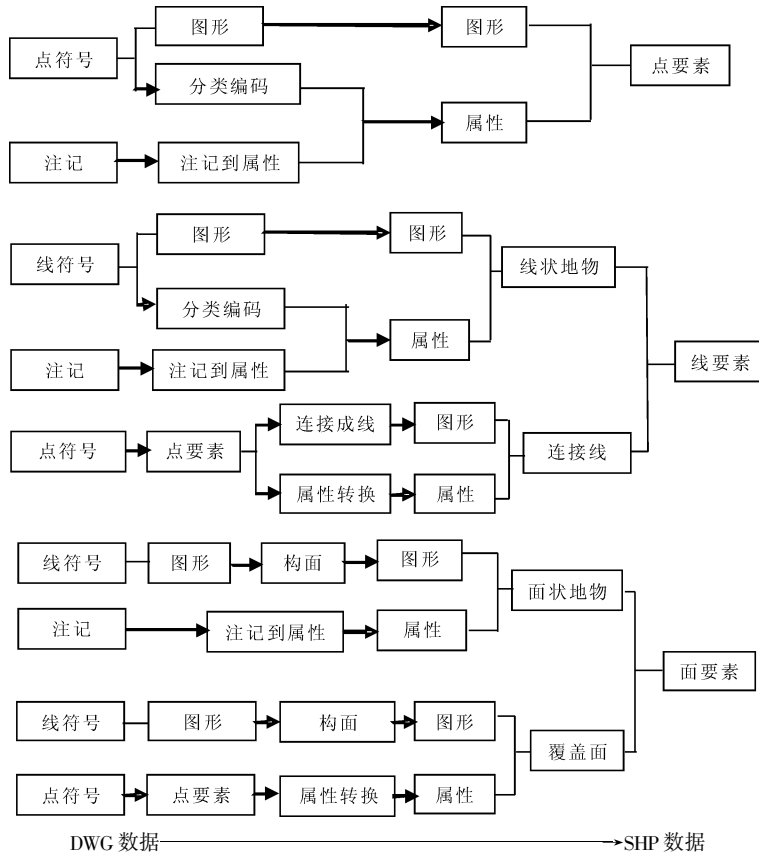 图形
图形
点符号
点要素
分类编码
属性
注记
注记到属性
图形
图形
线符号
线状地物
分类编码
属性
注记
注记到属性
线要素
点符号
点要素
连接成线
图形
连接线
属性转换
属性
线符号
图形
构面
图形
面状地物
注记
注记到属性
属性
面要素
线符号
图形
构面
图形
覆盖面
点符号
点要素
属性转换
属性
DWG 数据
SHP 数据